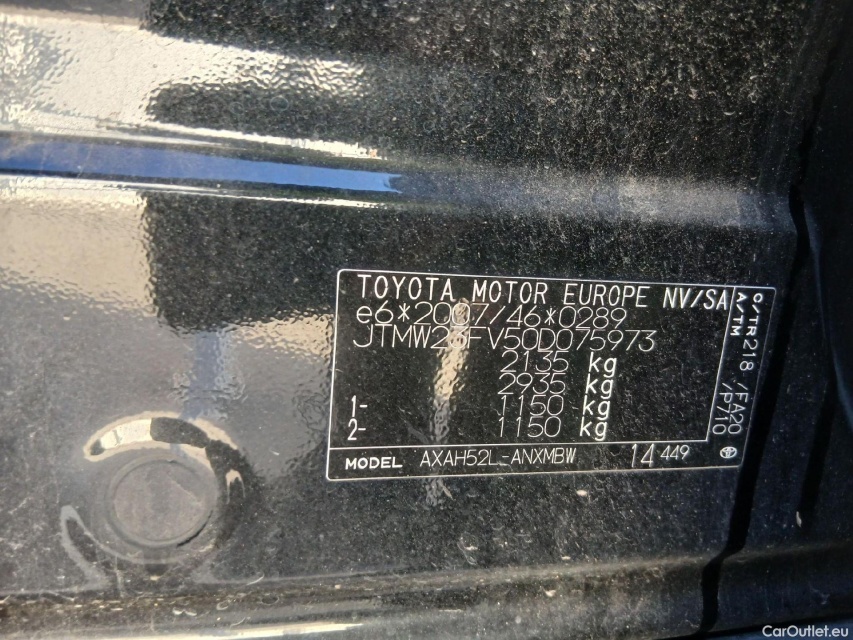 TOYOTA MOTOR EUROPE NV/SA
e6*2007/46*0289
JTMW23FV50D075973
2135 kg
2935 kg
1- 1150 kg
2- 1150 kg
MODEL AXAH52L-ANXMBW 14 449
C/TR218 /FA20
A/TM /P/10
CarOutlet.eu